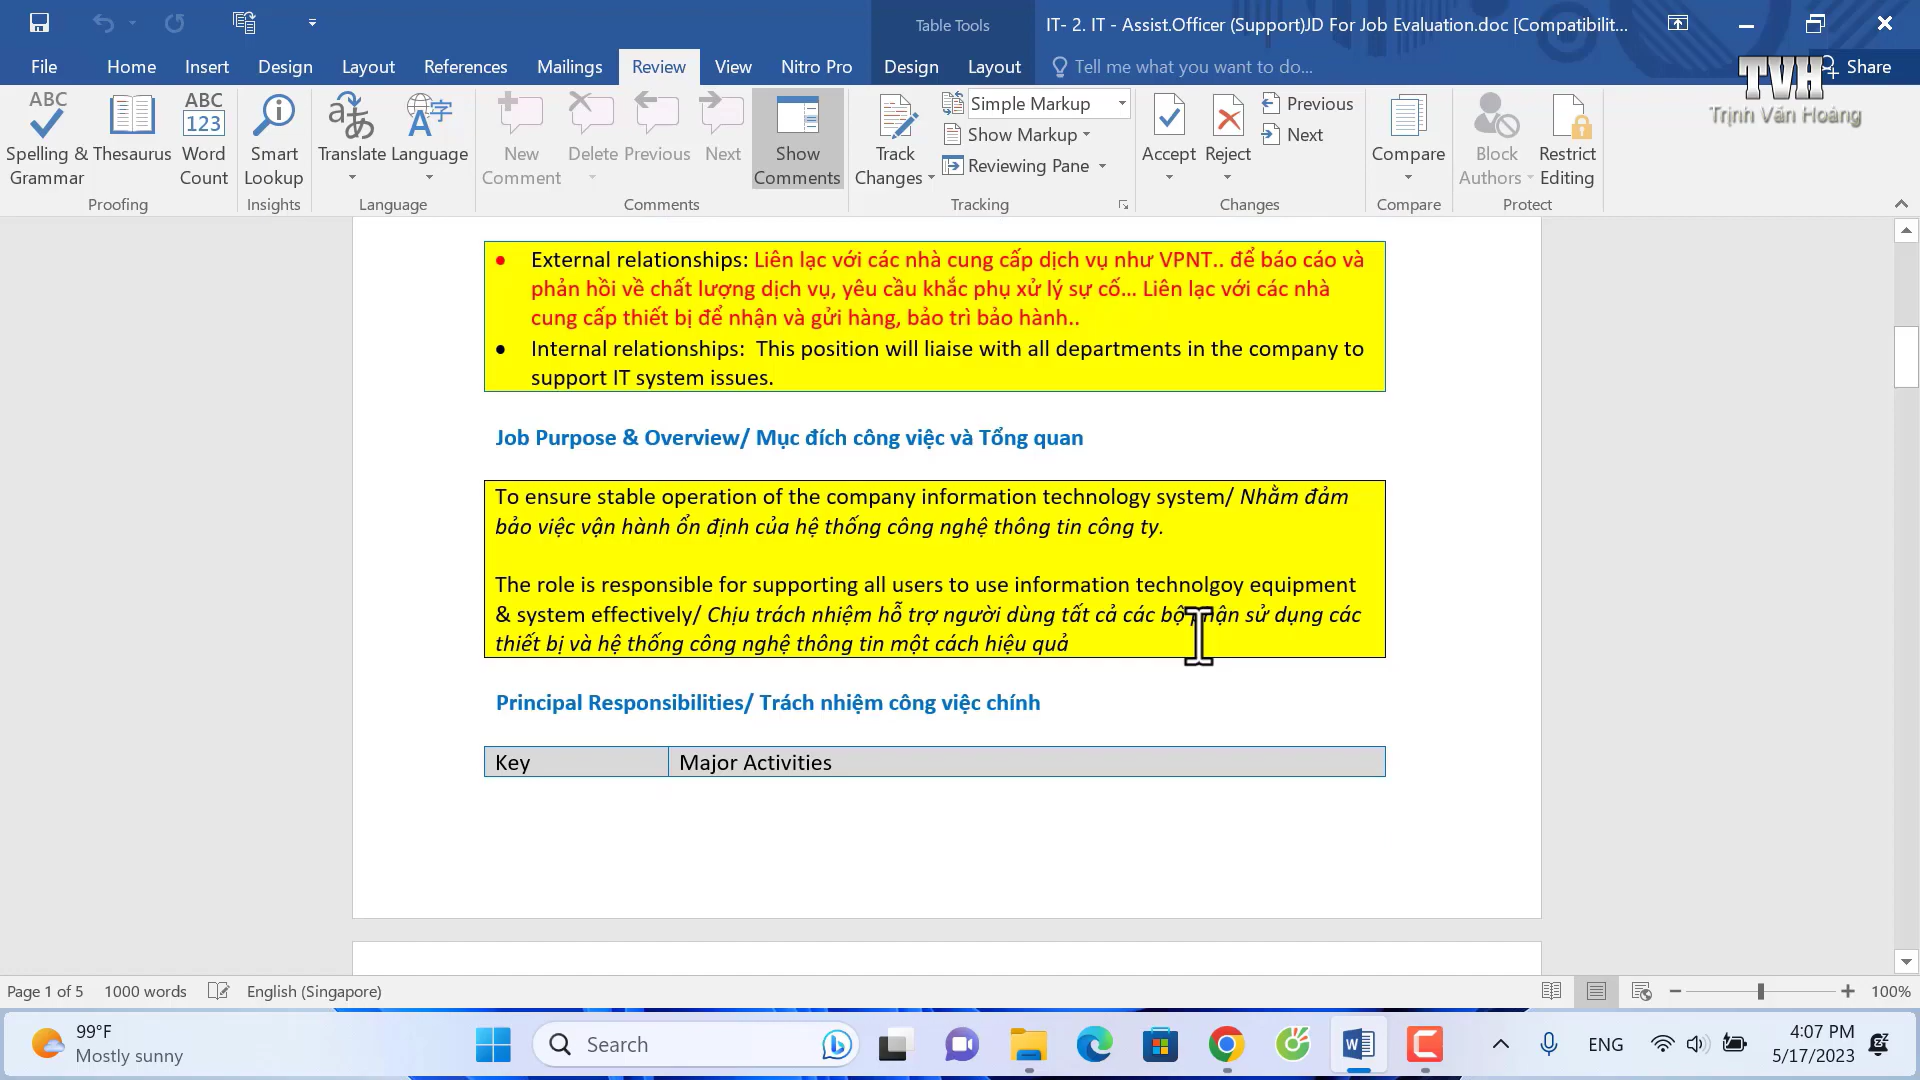 Table Tools
IT- 2. IT - Assist.Officer (Support)JD For Job Evaluation.doc [Compatibilit...
File Home Insert Design Layout References Mailings Review View Nitro Pro Design Layout Tell me what you want to do... Share
TVH
Trịnh Văn Hoáng
Spelling & Grammar
Thesaurus
Word Count
Smart Lookup
Translate
Language
New Comment
Delete
Previous
Next
Show Comments
Track Changes
Simple Markup
Show Markup
Reviewing Pane
Accept
Reject
Previous
Next
Compare
Block Authors
Restrict Editing
Proofing
Insights
Language
Comments
Tracking
Changes
Compare
Protect
External relationships: Liên lạc với các nhà cung cấp dịch vụ như VPNT.. để báo cáo và
phản hồi về chất lượng dịch vụ, yêu cầu khắc phụ xử lý sự cố... Liên lạc với các nhà
cung cấp thiết bị để nhận và gửi hàng, bảo trì bảo hành..
Internal relationships:  This position will liaise with all departments in the company to
support IT system issues.
Job Purpose & Overview/ Mục đích công việc và Tổng quan
To ensure stable operation of the company information technology system/ Nhằm đảm
bảo việc vận hành ổn định của hệ thống công nghệ thông tin công ty.
The role is responsible for supporting all users to use information technolgoy equipment
& system effectively/ Chịu trách nhiệm hỗ trợ người dùng tất cả các bộ phận sử dụng các
thiết bị và hệ thống công nghệ thông tin một cách hiệu quả
Principal Responsibilities/ Trách nhiệm công việc chính
Key Major Activities
Page 1 of 5 1000 words English (Singapore) 100%
99°F
Mostly sunny
Search
ENG
4:07 PM
5/17/2023